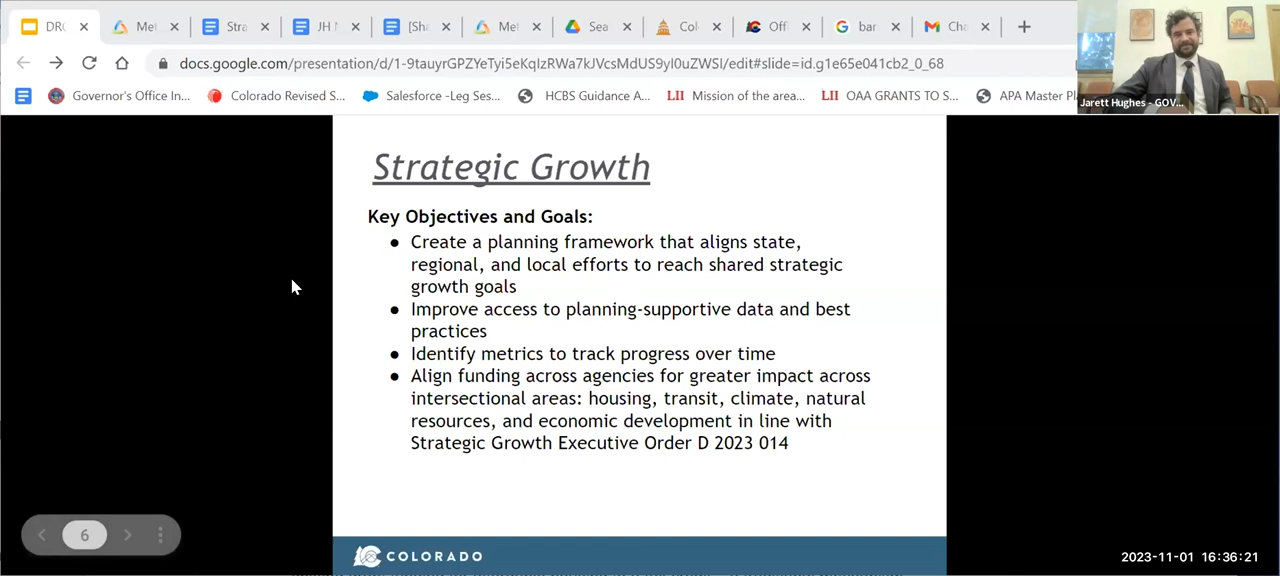 DR
Met
Stra
JH
[Sh
Me
Sea
Col
Offi
bar
Cha
docs.google.com/presentation/d/1-9tauyrGPZYeTyi5eKqIzRWa7kJVcsMdUS9yI0uZWSI/edit#slide=id.g1e65e041cb2_0_68
Governor's Office In... Colorado Revised S... Salesforce -Leg Ses... HCBS Guidance A... LII Mission of the area... LII OAA GRANTS TO S... APA Master Pl
Jarett Hughes - GOV...
Strategic Growth
Key Objectives and Goals:
● Create a planning framework that aligns state,
regional, and local efforts to reach shared strategic
growth goals
● Improve access to planning-supportive data and best
practices
● Identify metrics to track progress over time
● Align funding across agencies for greater impact across
intersectional areas: housing, transit, climate, natural
resources, and economic development in line with
Strategic Growth Executive Order D 2023 014
6
COLORADO
2023-11-01 16:36:21